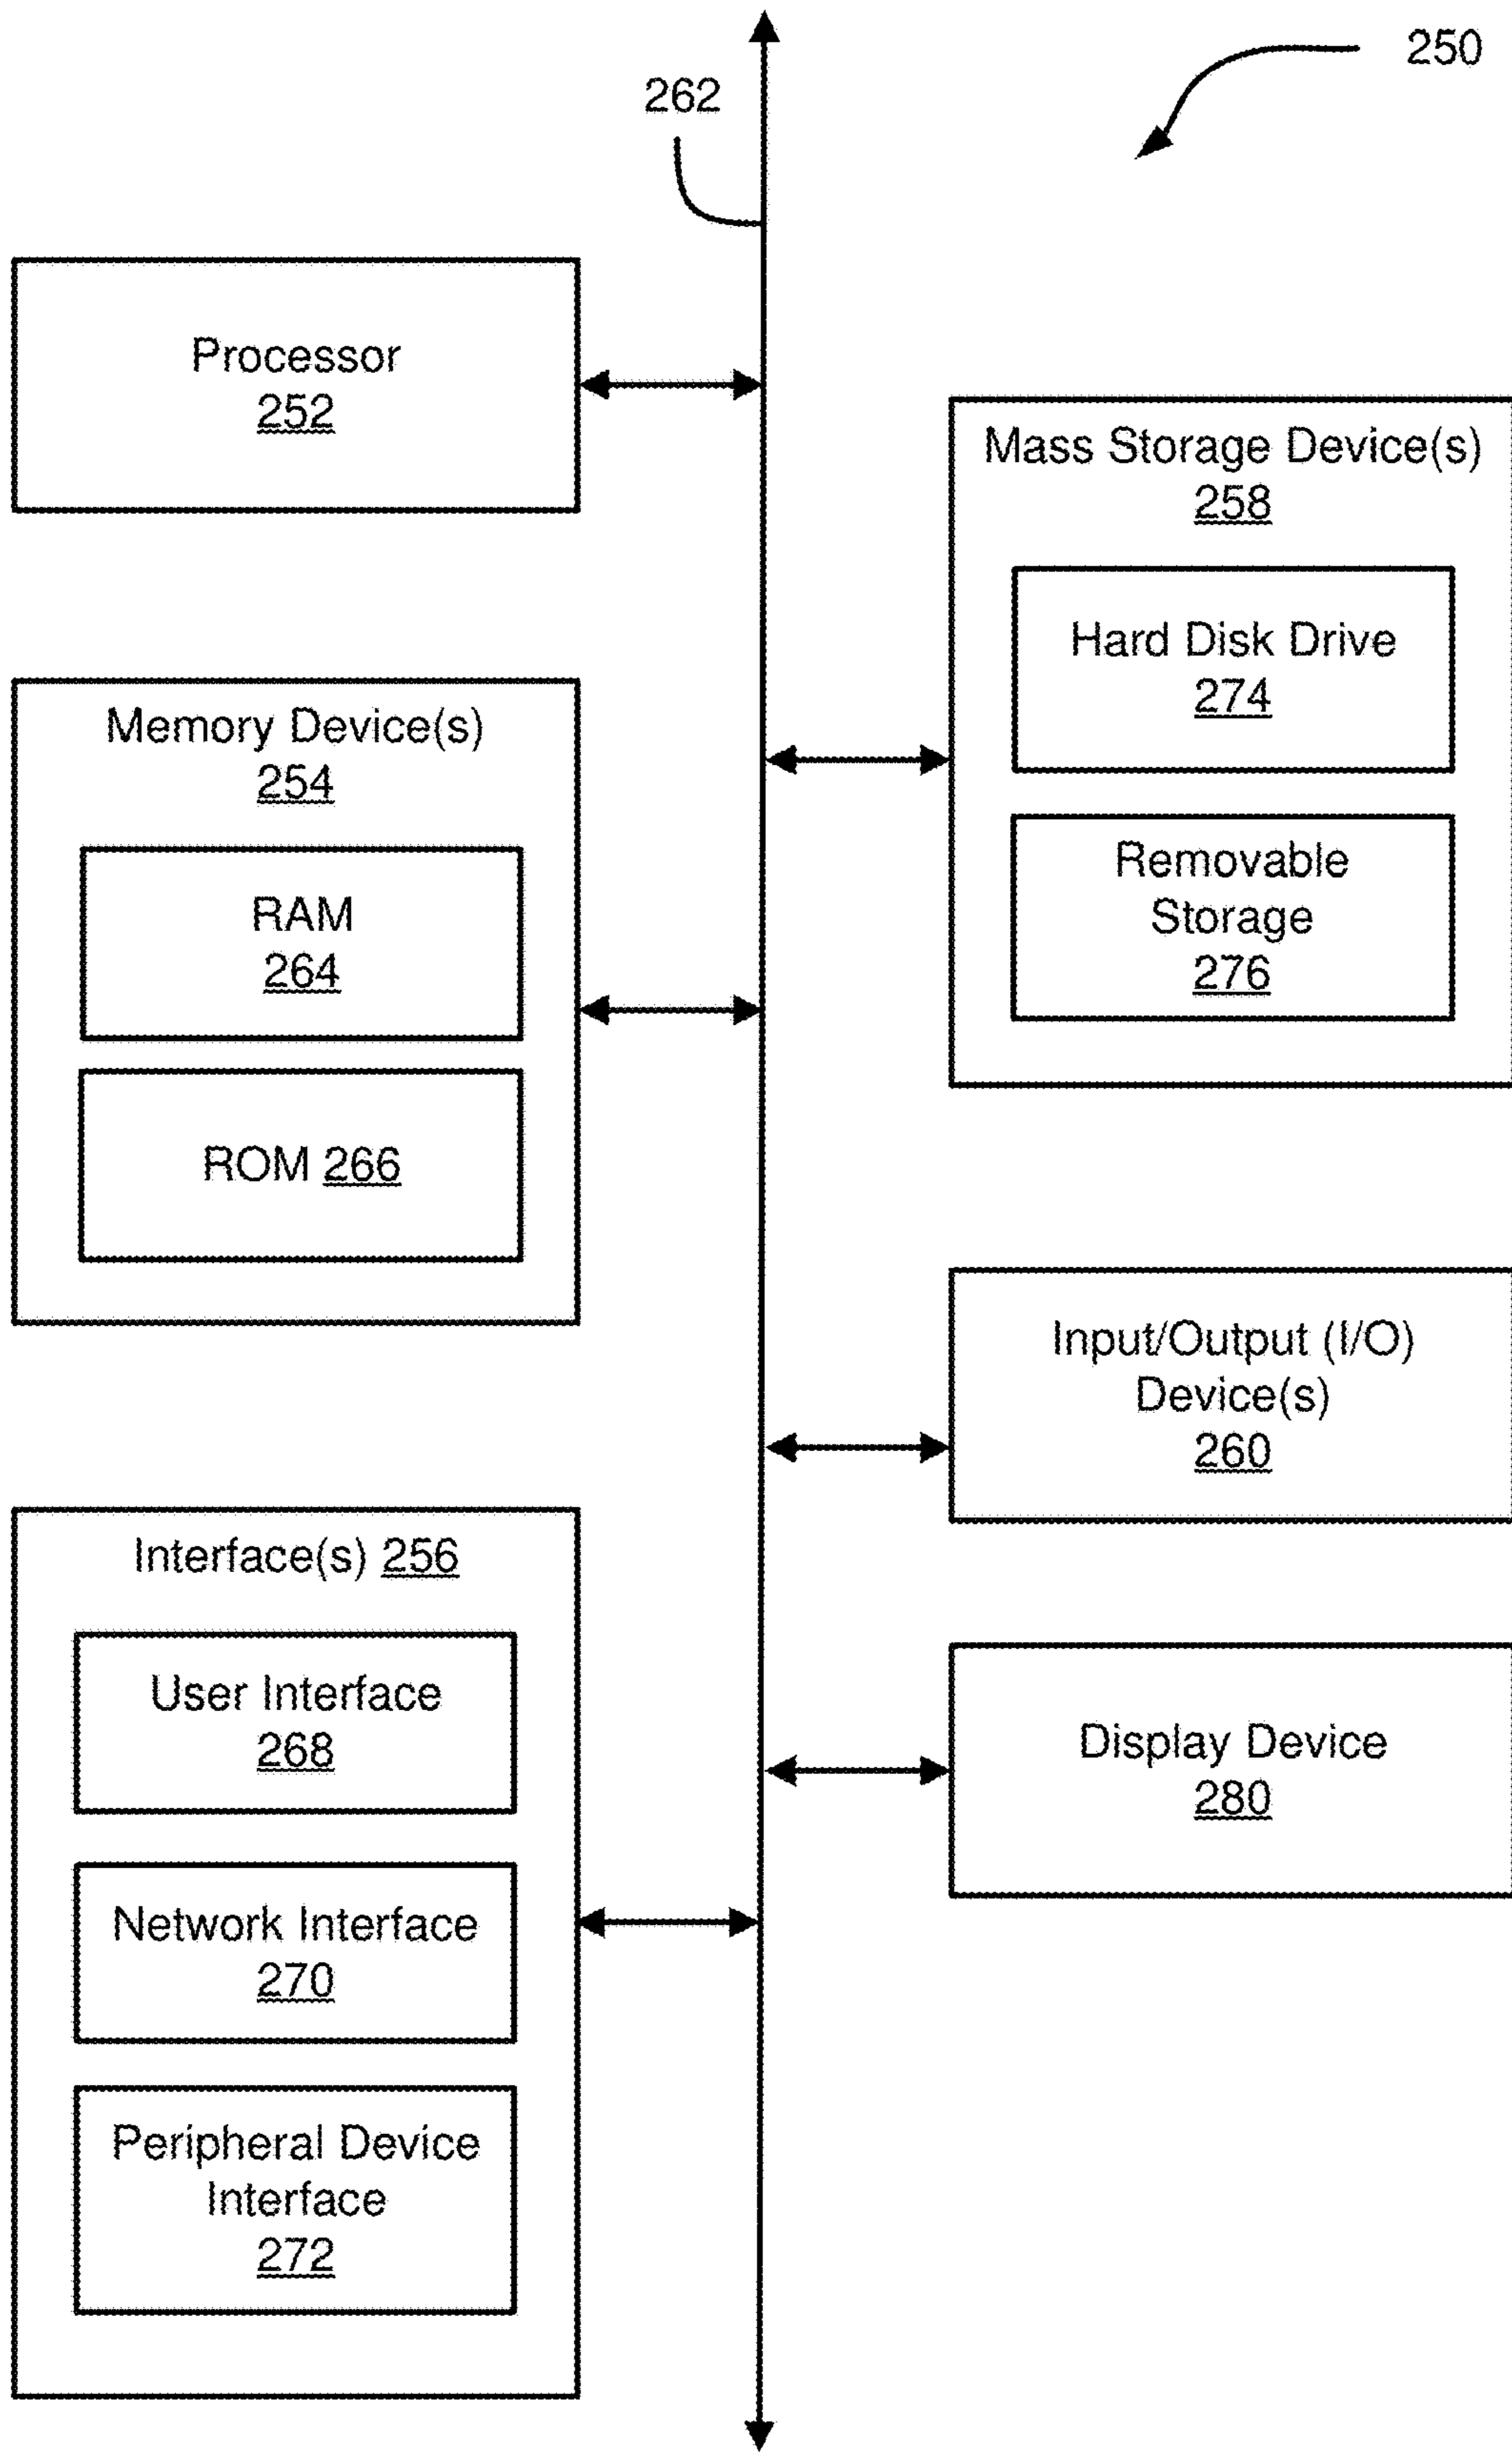 250
262
Processor
252
Mass Storage Device(s)
258
Hard Disk Drive
274
Removable
Storage
276
Memory Device(s)
254
RAM
264
ROM 266
Input/Output (I/O)
Device(s)
260
Interface(s) 256
User Interface
268
Network Interface
270
Peripheral Device
Interface
272
Display Device
280